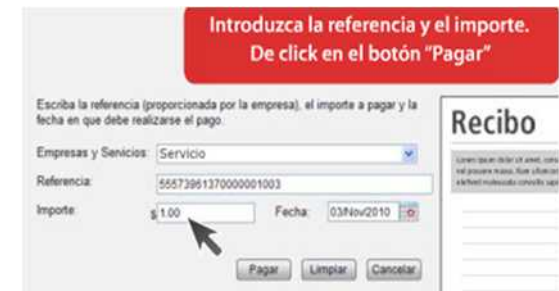 Introduzca la referencia y el importe.
De click en el botón "Pagar"
Escriba la referencia (proporcionada por la empresa), el importe a pagar y la
fecha en que debe realizarse el pago.
Empresas y Servicios: Servicio
Referencia: 55573961370000001003
Importe: $ 1.00 Fecha: 03/Nov/2010
Pagar Limpiar Cancelar
Recibo